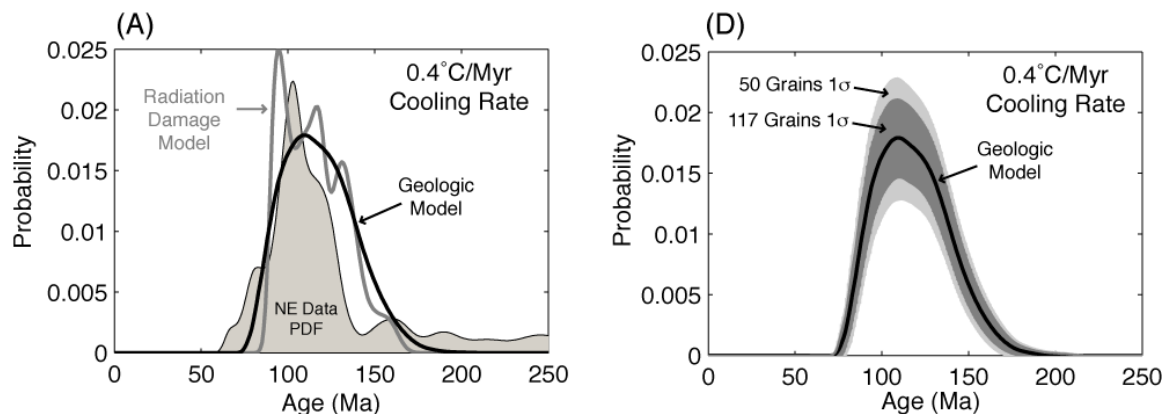 (A)
0.025
0.02
0.015
0.01
0.005
0
Probability
0
50
100
150
200
250
Age (Ma)
0.4°C/Myr
Cooling Rate
Radiation
Damage
Model
Geologic
Model
NE Data
PDF
(D)
0.025
0.02
0.015
0.01
0.005
0
Probability
0
50
100
150
200
250
Age (Ma)
0.4°C/Myr
Cooling Rate
50 Grains 1σ
117 Grains 1σ
Geologic
Model